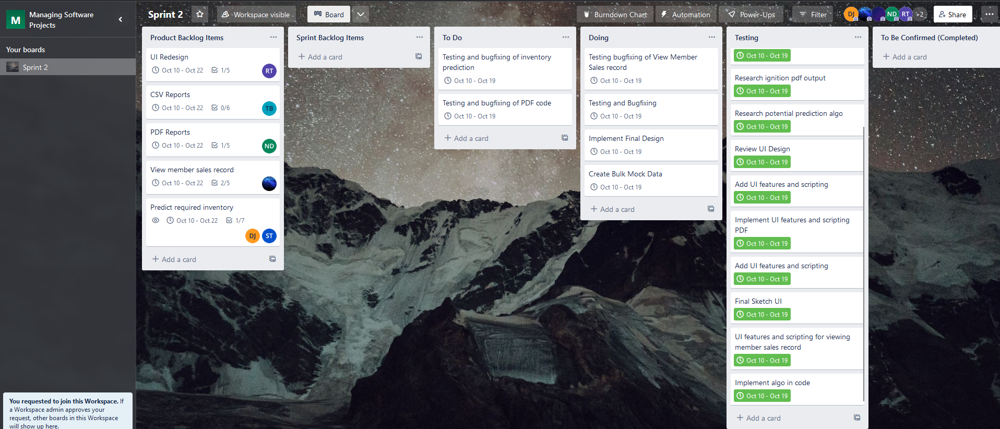 M
Managing Software
Projects
Your boards
Sprint 2
You requested to join this Workspace. If
a Workspace admin approves your
request, other boards in this Workspace
will show up here.
Sprint 2
Workspace visible
Board
Burndown Chart
Automation
Power-Ups
Filter
DJ
ND
RT
+2
Share
Product Backlog Items
UI Redesign
Oct 10 - Oct 22
1/5
RT
CSV Reports
Oct 10 - Oct 22
0/6
TB
PDF Reports
Oct 10 - Oct 22
1/5
ND
View member sales record
Oct 10 - Oct 22
2/5
Predict required inventory
Oct 10 - Oct 22
1/7
DJ
ST
Add a card
Sprint Backlog Items
Add a card
To Do
Testing and bugfixing of inventory
prediction
Oct 10 - Oct 19
Testing and bugfixing of PDF code
Oct 10 - Oct 19
Add a card
Doing
Testing bugfixing of View Member
Sales record
Oct 10 - Oct 19
Testing and Bugfixing
Oct 10 - Oct 19
Implement Final Design
Oct 10 - Oct 19
Create Bulk Mock Data
Oct 10 - Oct 19
Add a card
Testing
Oct 10 - Oct 19
Research ignition pdf output
Oct 10 - Oct 19
Research potential prediction algo
Oct 10 - Oct 19
Review UI Design
Oct 10 - Oct 19
Add UI features and scripting
Oct 10 - Oct 19
Implement UI features and scripting
PDF
Oct 10 - Oct 19
Add UI features and scripting
Oct 10 - Oct 19
Final Sketch UI
Oct 10 - Oct 19
UI features and scripting for viewing
member sales record
Oct 10 - Oct 19
Implement algo in code
Oct 10 - Oct 19
Add a card
To Be Confirmed (Completed)
Add a card